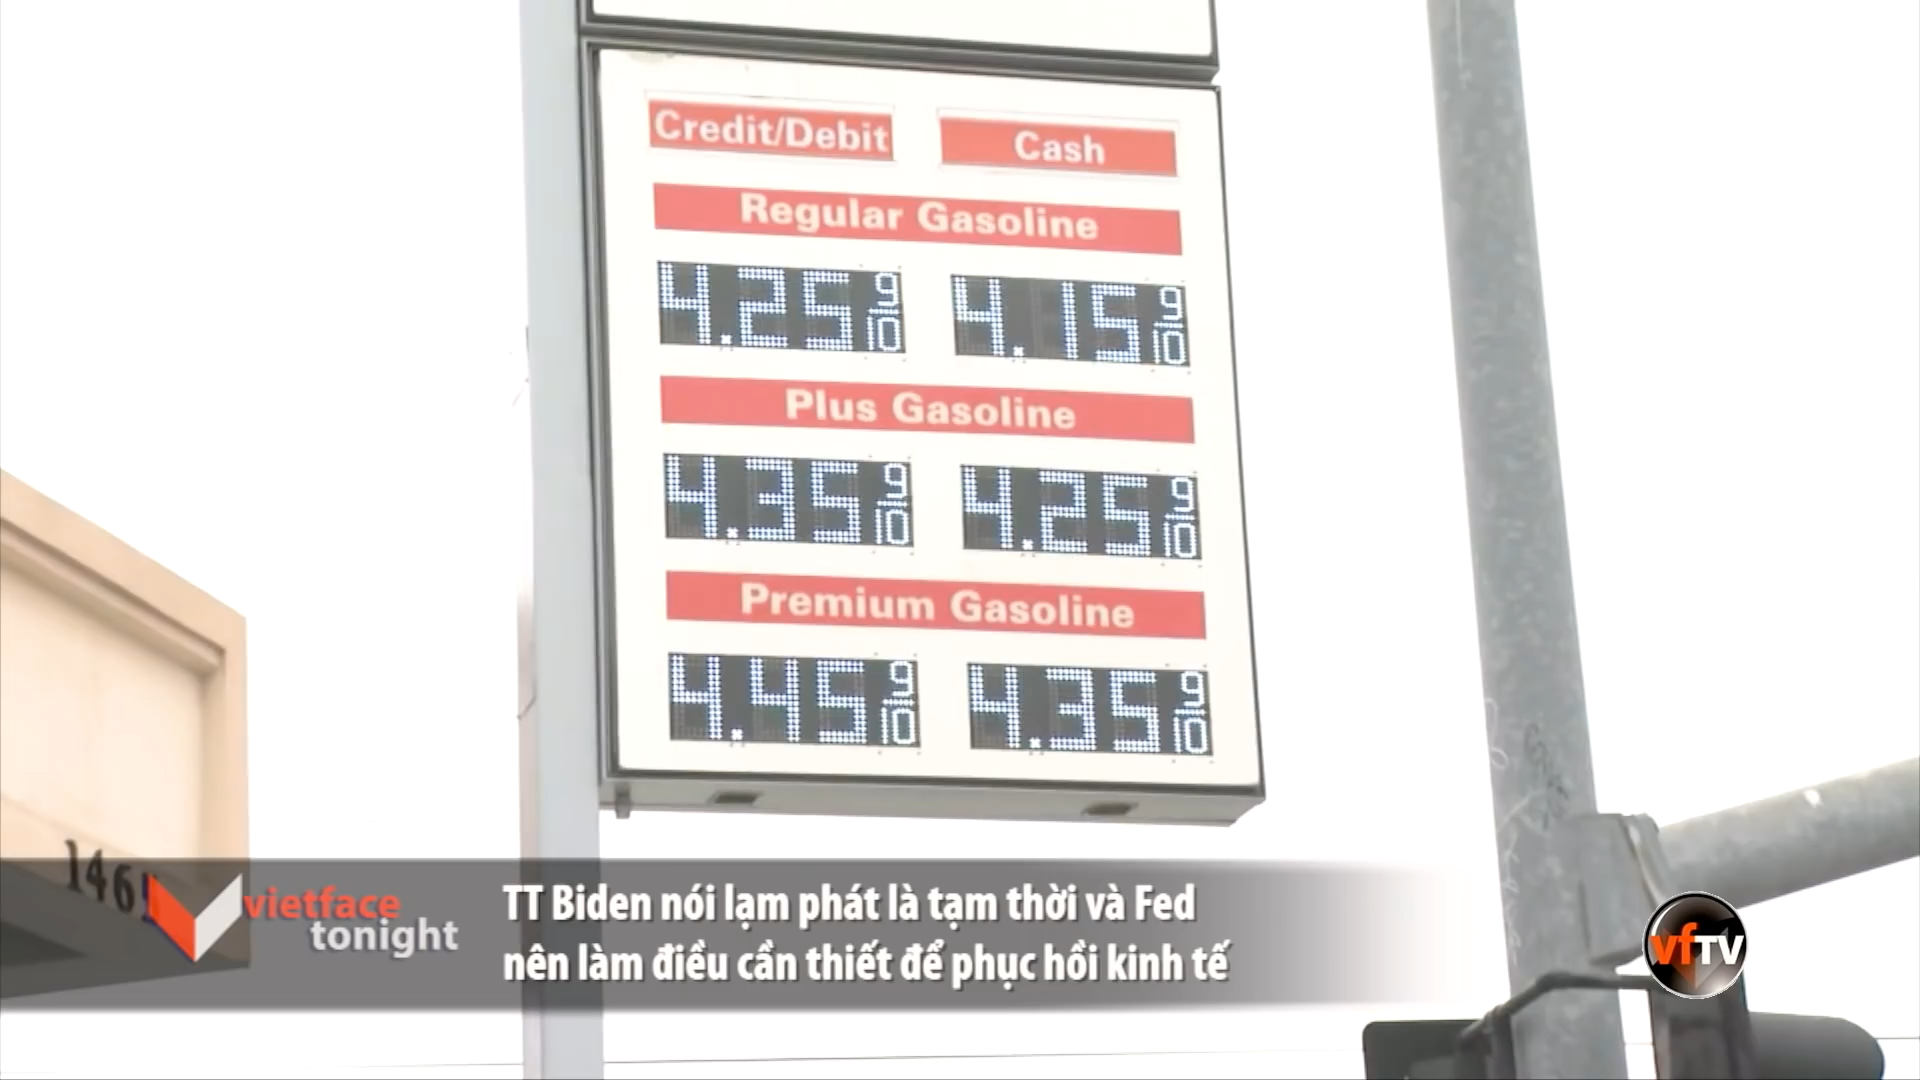 Credit/Debit Cash
Regular Gasoline
4.25 9/10 4.15 9/10
Plus Gasoline
4.35 9/10 4.25 9/10
Premium Gasoline
4.45 9/10 4.35 9/10
146
vietface
tonight
TT Biden nói lạm phát là tạm thời và Fed
nên làm điều cần thiết để phục hồi kinh tế
vfTV